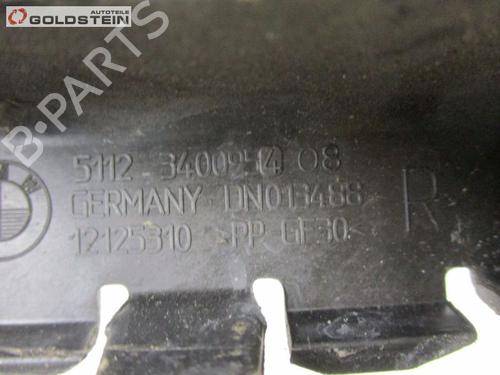 AUTOTEILE
GOLDSTEIN
B-PARTS
5112 3400954 08
GERMANY DN013488
12125310 >PP GF30<
R